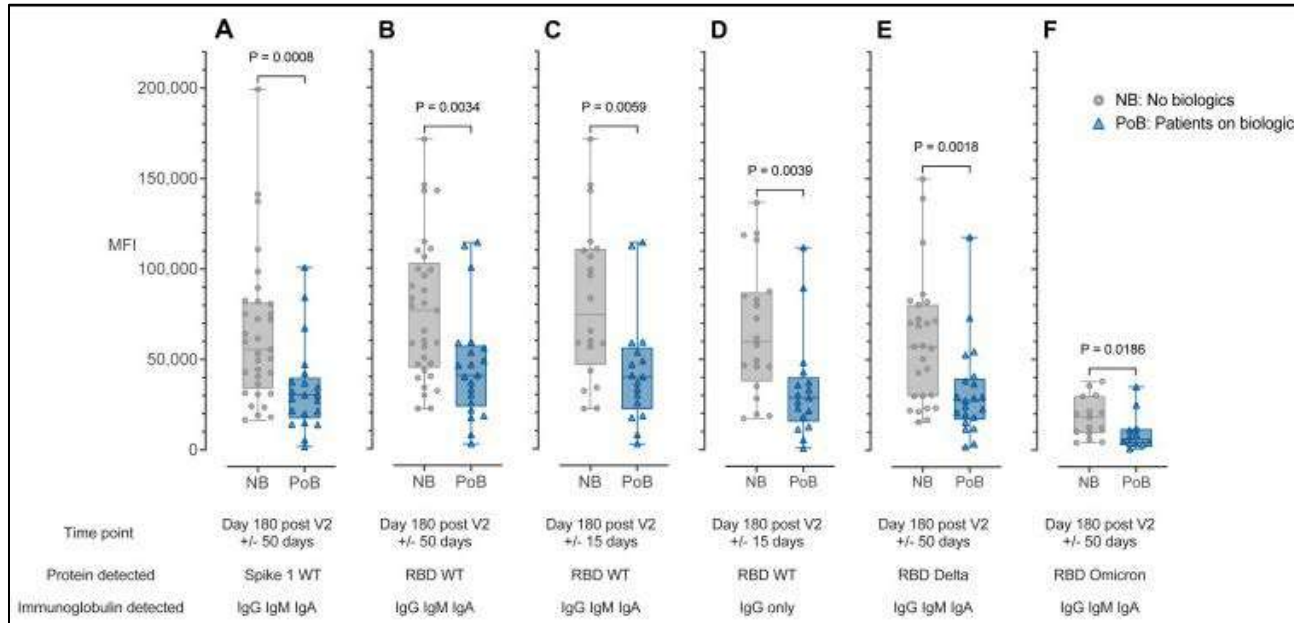 A B C D E F
P = 0.0008
P = 0.0034
P = 0.0059
P = 0.0039
P = 0.0018
P = 0.0186
NB: No biologics
PoB: Patients on biologic
MFI
200,000
150,000
100,000
50,000
0
NB PoB NB PoB NB PoB NB PoB NB PoB NB PoB
Time point
Day 180 post V2
+/- 50 days
Day 180 post V2
+/- 50 days
Day 180 post V2
+/- 15 days
Day 180 post V2
+/- 15 days
Day 180 post V2
+/- 50 days
Day 180 post V2
+/- 50 days
Protein detected Spike 1 WT RBD WT RBD WT RBD WT RBD Delta RBD Omicron
Immunoglobulin detected IgG IgM IgA IgG IgM IgA IgG IgM IgA IgG only IgG IgM IgA IgG IgM IgA